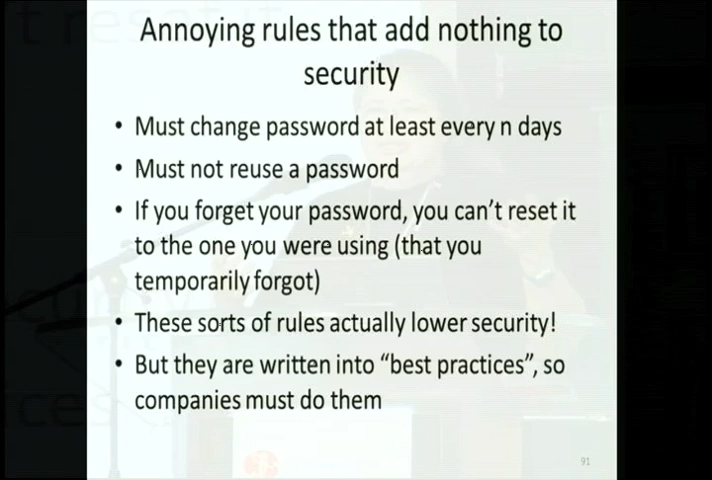 Annoying rules that add nothing to
security
• Must change password at least every n days
• Must not reuse a password
• If you forget your password, you can’t reset it
to the one you were using (that you
temporarily forgot)
• These sorts of rules actually lower security!
• But they are written into “best practices”, so
companies must do them
91